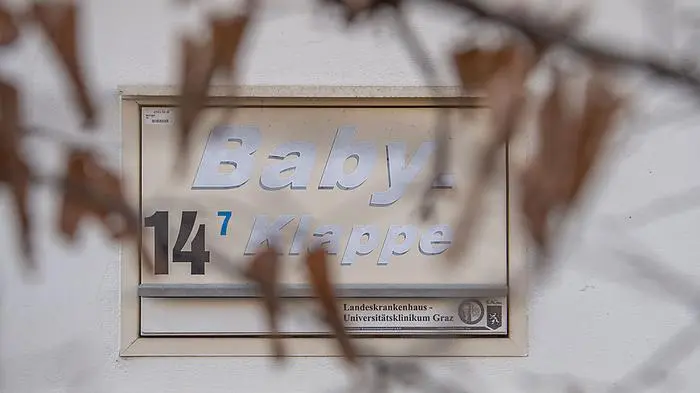 Baby-
14 7 Klappe
Landeskrankenhaus -
Universitätsklinikum Graz